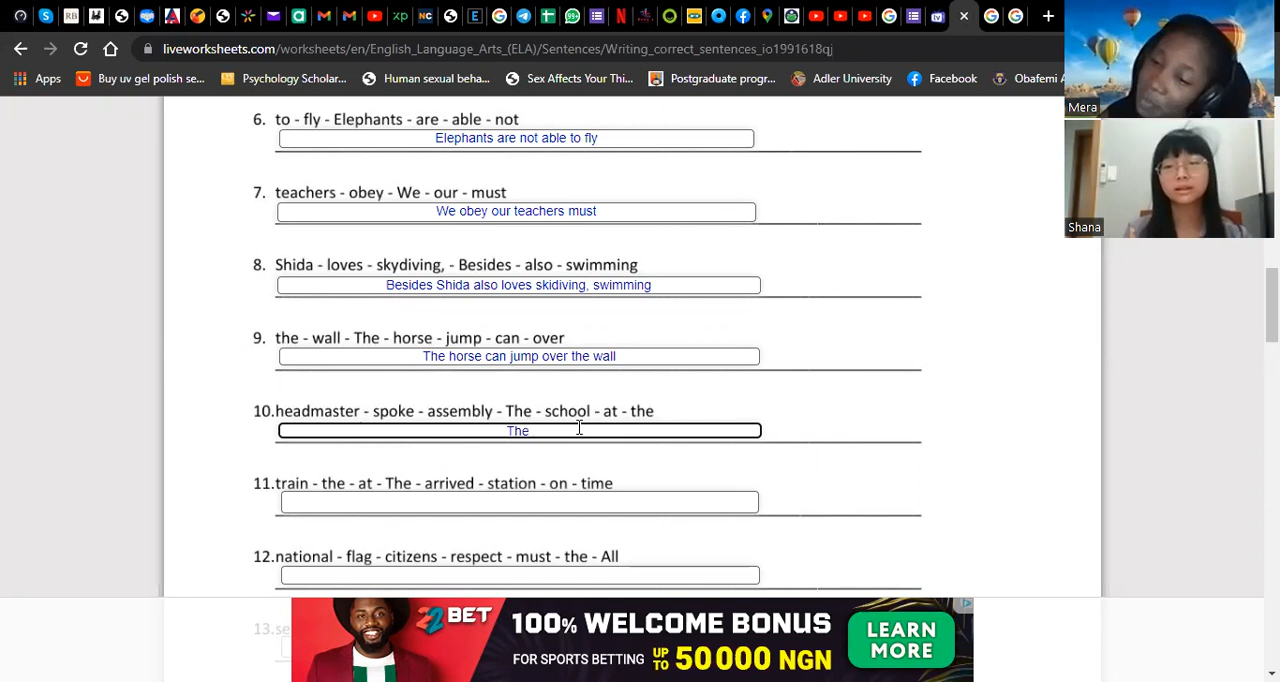 liveworksheets.com/worksheets/en/English_Language_Arts_(ELA)/Sentences/Writing_correct_sentences_io1991618qj
Apps Buy uv gel polish se... Psychology Scholar... Human sexual beha... Sex Affects Your Thi... Postgraduate progr... Adler University Facebook Obafemi
Mera
Shana
6. to - fly - Elephants - are - able - not
Elephants are not able to fly
7. teachers - obey - We - our - must
We obey our teachers must
8. Shida - loves - skydiving, - Besides - also - swimming
Besides Shida also loves skidiving, swimming
9. the - wall - The - horse - jump - can - over
The horse can jump over the wall
10.headmaster - spoke - assembly - The - school - at - the
The
11.train - the - at - The - arrived - station - on - time
12.national - flag - citizens - respect - must - the - All
13.se
22BET
100% WELCOME BONUS
FOR SPORTS BETTING UP TO 50 000 NGN
LEARN
MORE